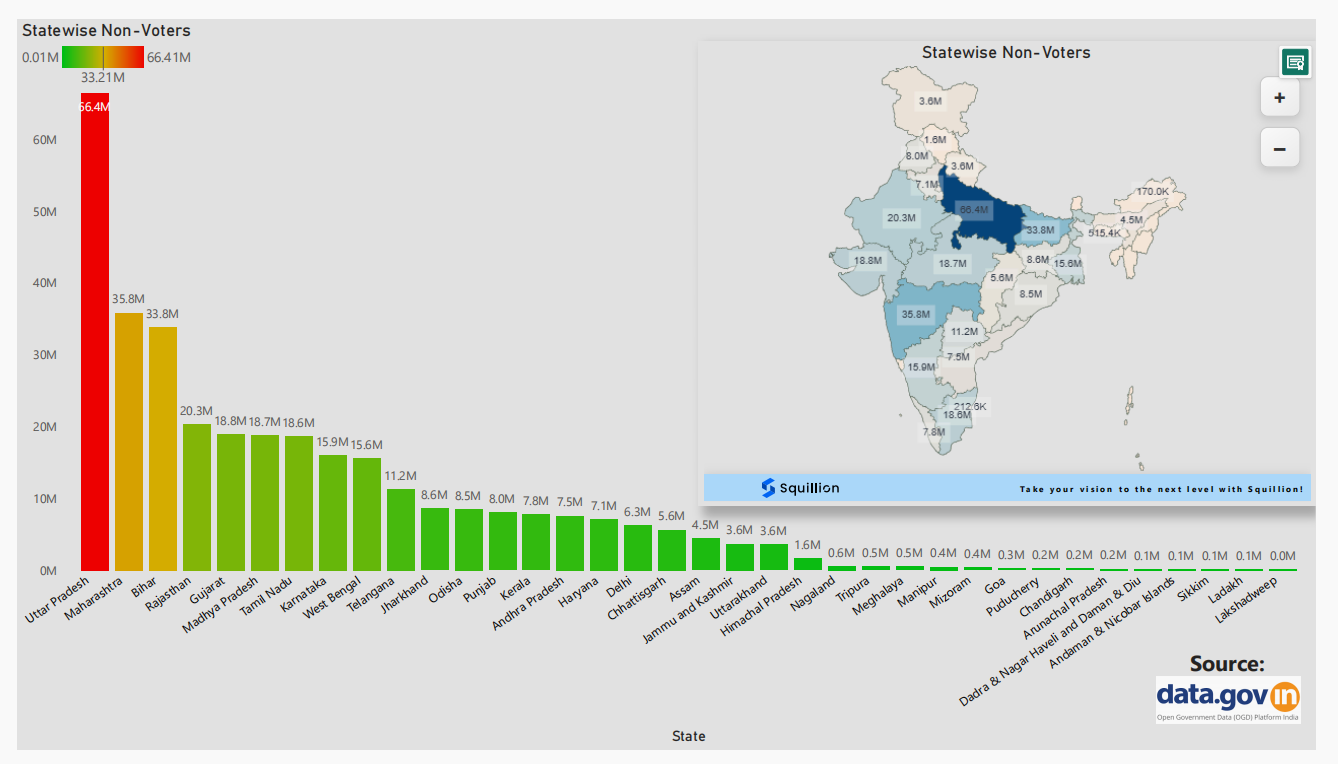 Statewise Non-Voters
0.01M 66.41M
33.21M
60M
50M
40M
30M
20M
10M
0M
66.4M
35.8M
33.8M
20.3M
18.8M
18.7M
18.6M
15.9M
15.6M
11.2M
8.6M
8.5M
8.0M
7.8M
7.5M
7.1M
6.3M
5.6M
4.5M
3.6M
3.6M
1.6M
0.6M
0.5M
0.5M
0.4M
0.4M
0.3M
0.2M
0.2M
0.2M
0.1M
0.1M
0.1M
0.1M
0.0M
Uttar Pradesh
Maharashtra
Bihar
Rajasthan
Gujarat
Madhya Pradesh
Tamil Nadu
Karnataka
West Bengal
Telangana
Jharkhand
Odisha
Punjab
Kerala
Andhra Pradesh
Haryana
Delhi
Chhattisgarh
Assam
Jammu and Kashmir
Uttarakhand
Himachal Pradesh
Nagaland
Tripura
Meghalaya
Manipur
Mizoram
Goa
Puducherry
Chandigarh
Arunachal Pradesh
Dadra & Nagar Haveli and Daman & Diu
Andaman & Nicobar Islands
Sikkim
Ladakh
Lakshadweep
State
Statewise Non-Voters
+
−
3.6M
1.6M
8.0M
3.6M
7.1M
170.0K
66.4M
20.3M
4.5M
33.8M
515.4K
18.8M
18.7M
8.6M
15.6M
5.6M
8.5M
35.8M
11.2M
7.5M
15.9M
212.6K
18.6M
7.8M
Squillion
Take your vision to the next level with Squillion!
Source:
data.gov in
Open Government Data (OGD) Platform India